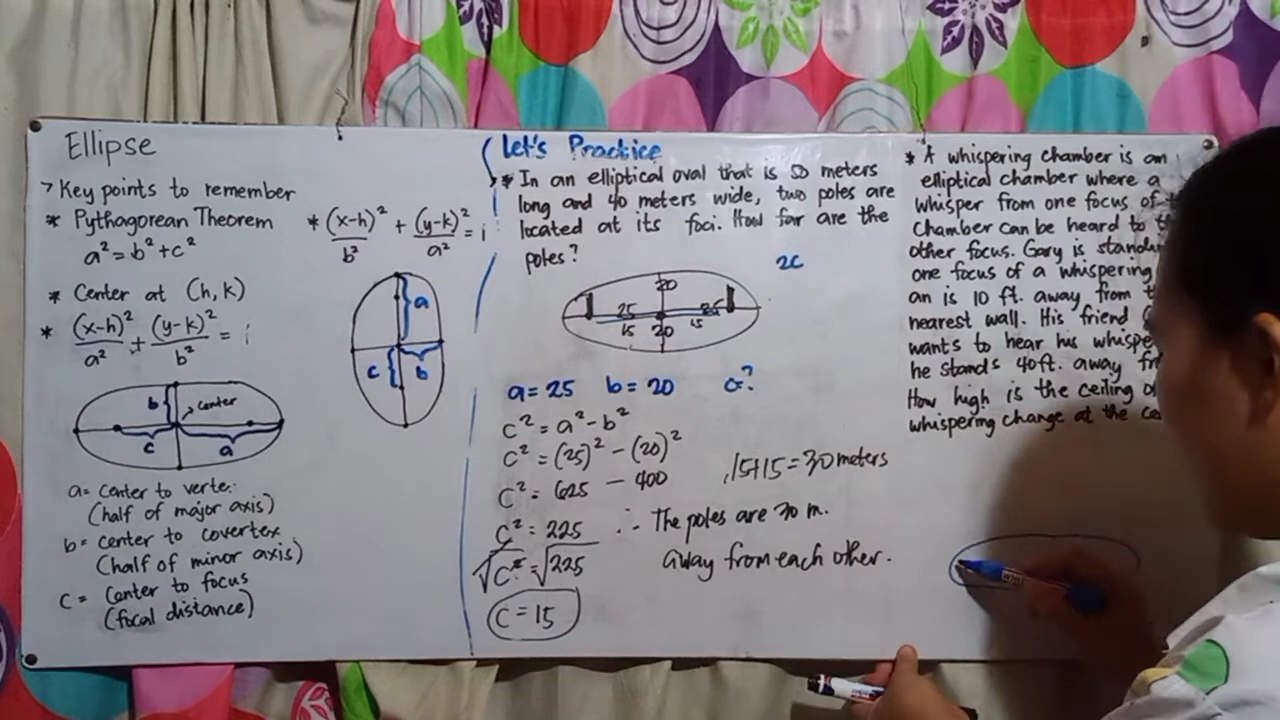 Ellipse
> Key points to remember
* Pythagorean Theorem
a² = b² + c²
* Center at (h, k)
* (x-h)²/a² + (y-k)²/b² = 1
b
center
c
a
a = center to verte
(half of major axis)
b = center to covertex
(half of minor axis)
c = center to focus
(focal distance)
* (x-h)²/b² + (y-k)²/a² = 1
a
c
b
Let's Practice
* In an elliptical oval that is 50 meters
long and 40 meters wide, two poles are
located at its foci. How far are the
poles?
2c
20
25
25
15
20
15
a = 25 b = 20 c = ?
c² = a² - b²
c² = (25)² - (20)²
c² = 625 - 400
c² = 225
√c² = √225
c = 15
15+15 = 30 meters
∴ The poles are 30 m.
away from each other.
* A whispering chamber is an
elliptical chamber where a
whisper from one focus of
chamber can be heard to
other focus. Gary is
one focus of a whispering
an is 10 ft. away from
nearest wall. His friend
wants to hear his
he stands 40ft. away
How high is the ceiling
whispering change at the